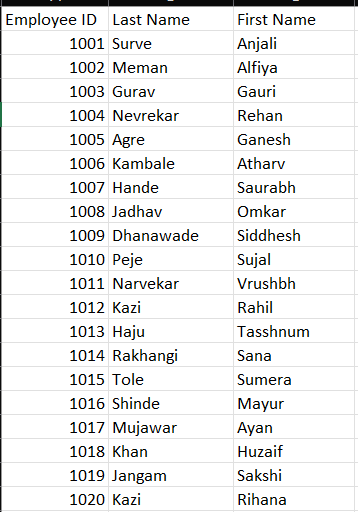 Employee ID Last Name First Name
1001 Surve Anjali
1002 Meman Alfiya
1003 Gurav Gauri
1004 Nevrekar Rehan
1005 Agre Ganesh
1006 Kambale Atharv
1007 Hande Saurabh
1008 Jadhav Omkar
1009 Dhanawade Siddhesh
1010 Peje Sujal
1011 Narvekar Vrushbh
1012 Kazi Rahil
1013 Haju Tasshnum
1014 Rakhangi Sana
1015 Tole Sumera
1016 Shinde Mayur
1017 Mujawar Ayan
1018 Khan Huzaif
1019 Jangam Sakshi
1020 Kazi Rihana